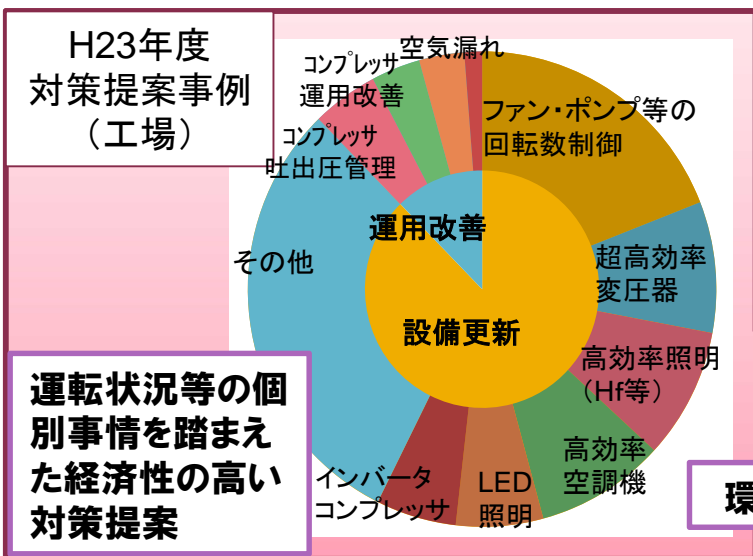 H23年度
対策提案事例
（工場）
空気漏れ
コンプレッサ
運用改善
コンプレッサ
吐出圧管理
ファン・ポンプ等の
回転数制御
運用改善
その他
超高効率
変圧器
設備更新
高効率照明
（Hf等）
高効率
空調機
LED
照明
インバータ
コンプレッサ
運転状況等の個
別事情を踏まえ
た経済性の高い
対策提案
環